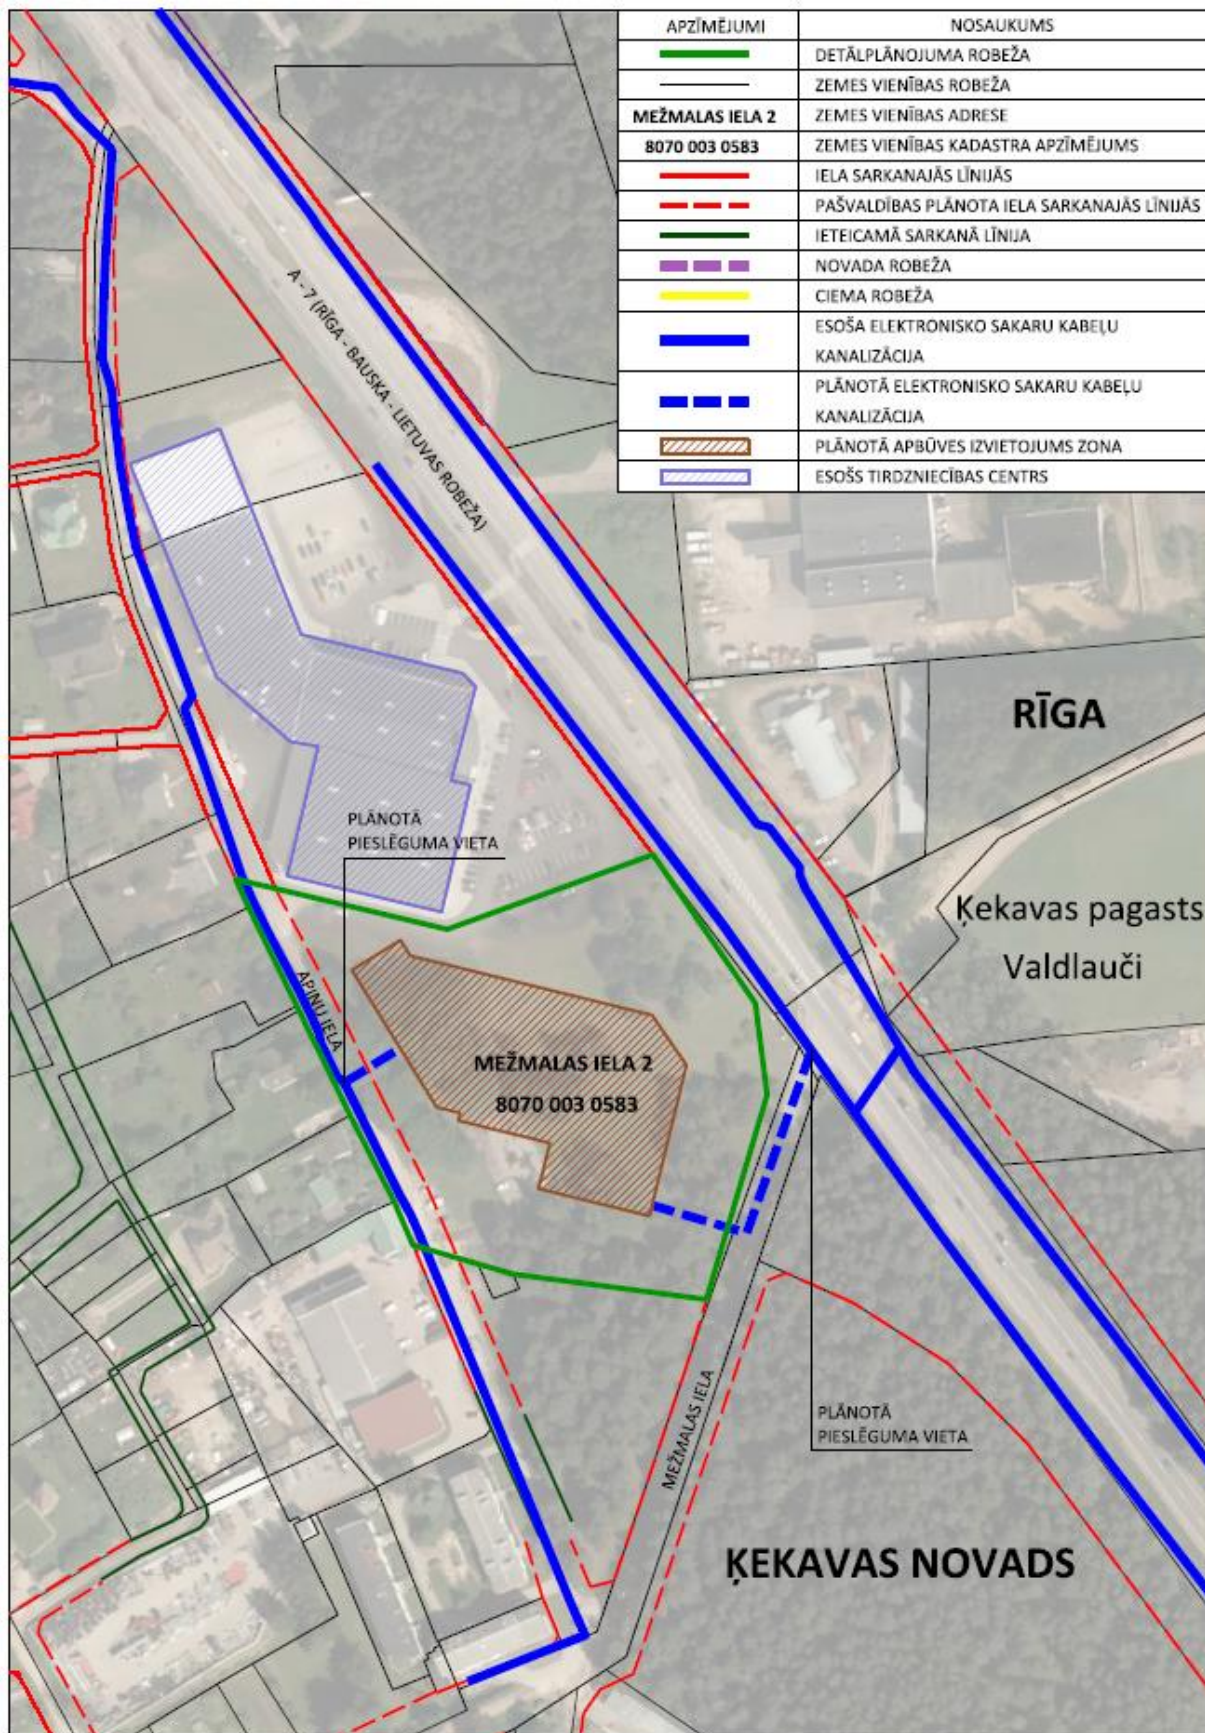 APZĪMĒJUMI NOSAUKUMS
DETĀLPLĀNOJUMA ROBEŽA
ZEMES VIENĪBAS ROBEŽA
MEŽMALAS IELA 2 ZEMES VIENĪBAS ADRESE
8070 003 0583 ZEMES VIENĪBAS KADASTRA APZĪMĒJUMS
IELA SARKANAJĀS LĪNIJĀS
PAŠVALDĪBAS PLĀNOTA IELA SARKANAJĀS LĪNIJĀS
IETEICAMĀ SARKANĀ LĪNIJA
NOVADA ROBEŽA
CIEMA ROBEŽA
ESOŠA ELEKTRONISKO SAKARU KABEĻU
KANALIZĀCIJA
PLĀNOTĀ ELEKTRONISKO SAKARU KABEĻU
KANALIZĀCIJA
PLĀNOTĀ APBŪVES IZVIETOJUMS ZONA
ESOŠS TIRDZNIECĪBAS CENTRS
A - 7 (RĪGA - BAUSKA - LIETUVAS ROBEŽA)
RĪGA
PLĀNOTĀ
PIESLĒGUMA VIETA
Ķekavas pagasts
Valdlauči
APIŅU IELA
MEŽMALAS IELA 2
8070 003 0583
MEŽMALAS IELA
PLĀNOTĀ
PIESLĒGUMA VIETA
ĶEKAVAS NOVADS